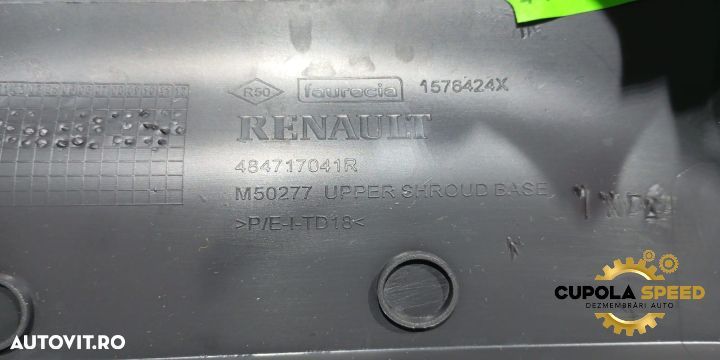 R50 faurecia 1576424X
RENAULT
484717041R
M50277 UPPER SHROUD BASE
>P/E-I-TD18<
CUPOLA SPEED
DEZMEMBRĂRI AUTO
AUTOVIT.RO